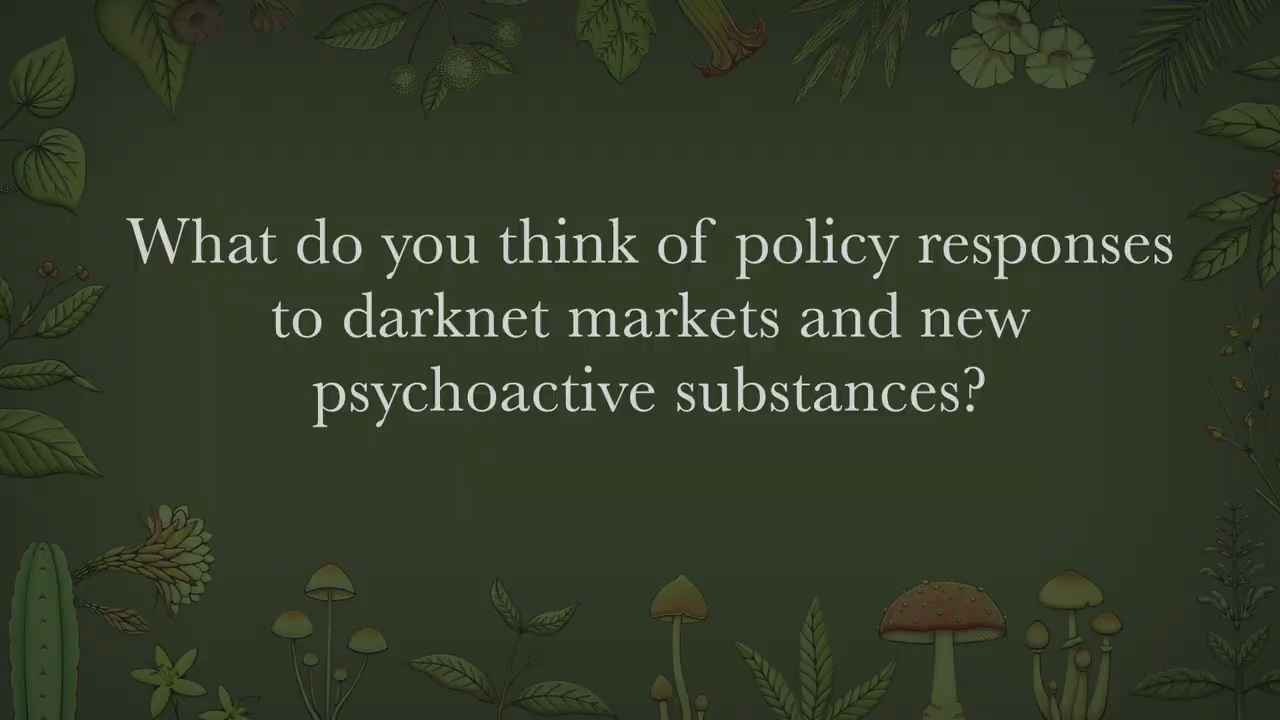 What do you think of policy responses
to darknet markets and new
psychoactive substances?